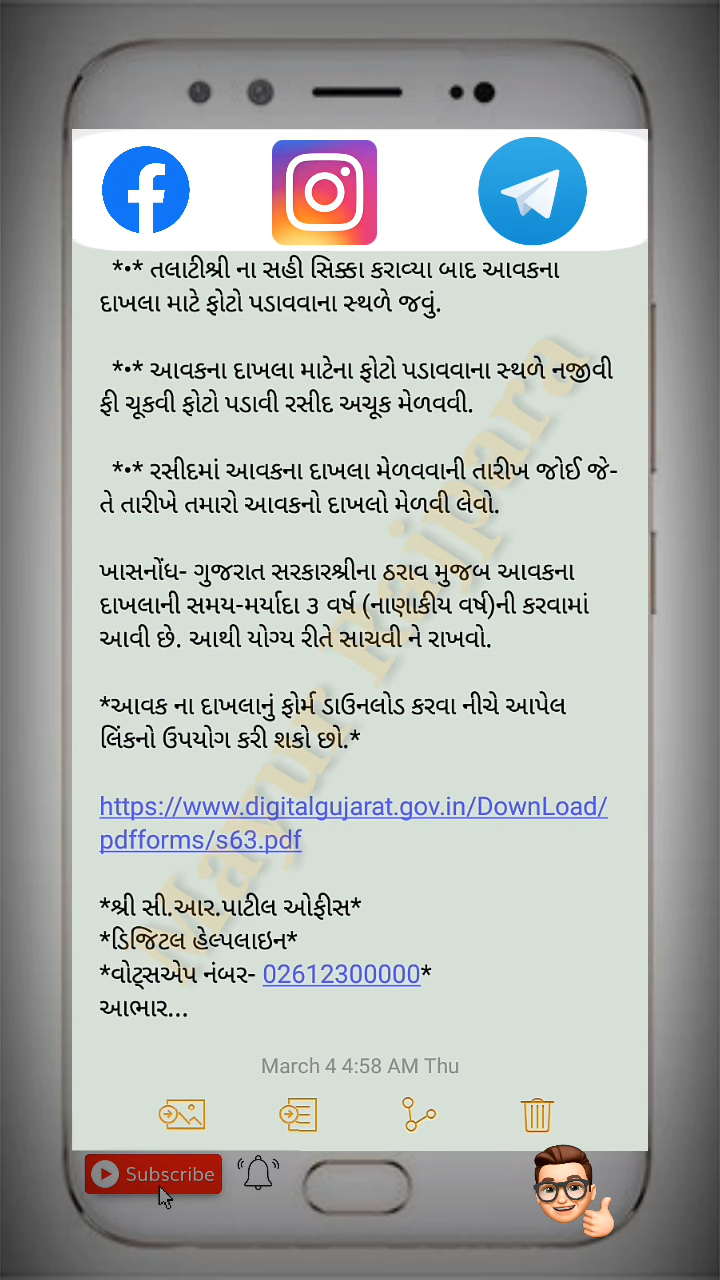 *•* તલાટીશ્રી ના સહી સિક્કા કરાવ્યા બાદ આવકના
દાખલા માટે ફોટો પડાવવાના સ્થળે જવું.
*•* આવકના દાખલા માટેના ફોટો પડાવવાના સ્થળે નજીવી
ફી ચૂકવી ફોટો પડાવી રસીદ અચૂક મેળવવી.
*•* રસીદમાં આવકના દાખલા મેળવવાની તારીખ જોઈ જે-
તે તારીખે તમારો આવકનો દાખલો મેળવી લેવો.
ખાસનોંધ- ગુજરાત સરકારશ્રીના ઠરાવ મુજબ આવકના
દાખલાની સમય-મર્યાદા ૩ વર્ષ (નાણાકીય વર્ષ)ની કરવામાં
આવી છે. આથી યોગ્ય રીતે સાચવી ને રાખવો.
*આવક ના દાખલાનું ફોર્મ ડાઉનલોડ કરવા નીચે આપેલ
લિંકનો ઉપયોગ કરી શકો છો.*
https://www.digitalgujarat.gov.in/DownLoad/
pdfforms/s63.pdf
*શ્રી સી.આર.પાટીલ ઓફીસ*
*ડિજિટલ હેલ્પલાઇન*
*વોટ્સએપ નંબર- 02612300000*
આભાર...
Mayur Rajpara
March 4 4:58 AM Thu
Subscribe